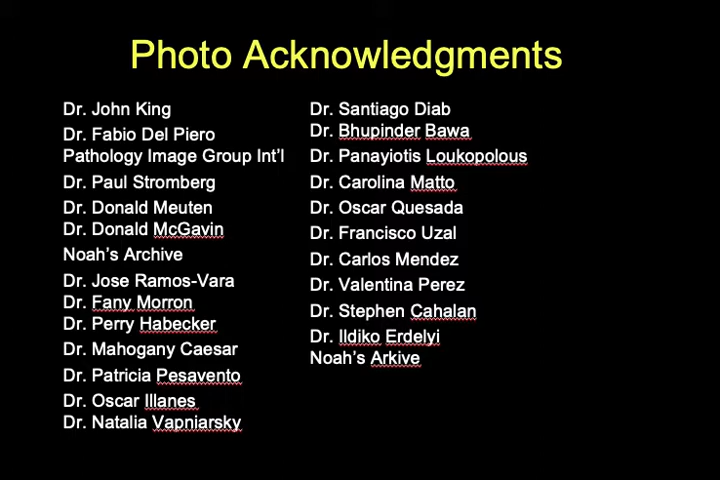 Photo Acknowledgments
Dr. John King
Dr. Fabio Del Piero
Pathology Image Group Int'l
Dr. Paul Stromberg
Dr. Donald Meuten
Dr. Donald McGavin
Noah's Archive
Dr. Jose Ramos-Vara
Dr. Fany Morron
Dr. Perry Habecker
Dr. Mahogany Caesar
Dr. Patricia Pesavento
Dr. Oscar Illanes
Dr. Natalia Vapniarsky
Dr. Santiago Diab
Dr. Bhupinder Bawa
Dr. Panayiotis Loukopolous
Dr. Carolina Matto
Dr. Oscar Quesada
Dr. Francisco Uzal
Dr. Carlos Mendez
Dr. Valentina Perez
Dr. Stephen Cahalan
Dr. Ildiko Erdelyi
Noah's Arkive